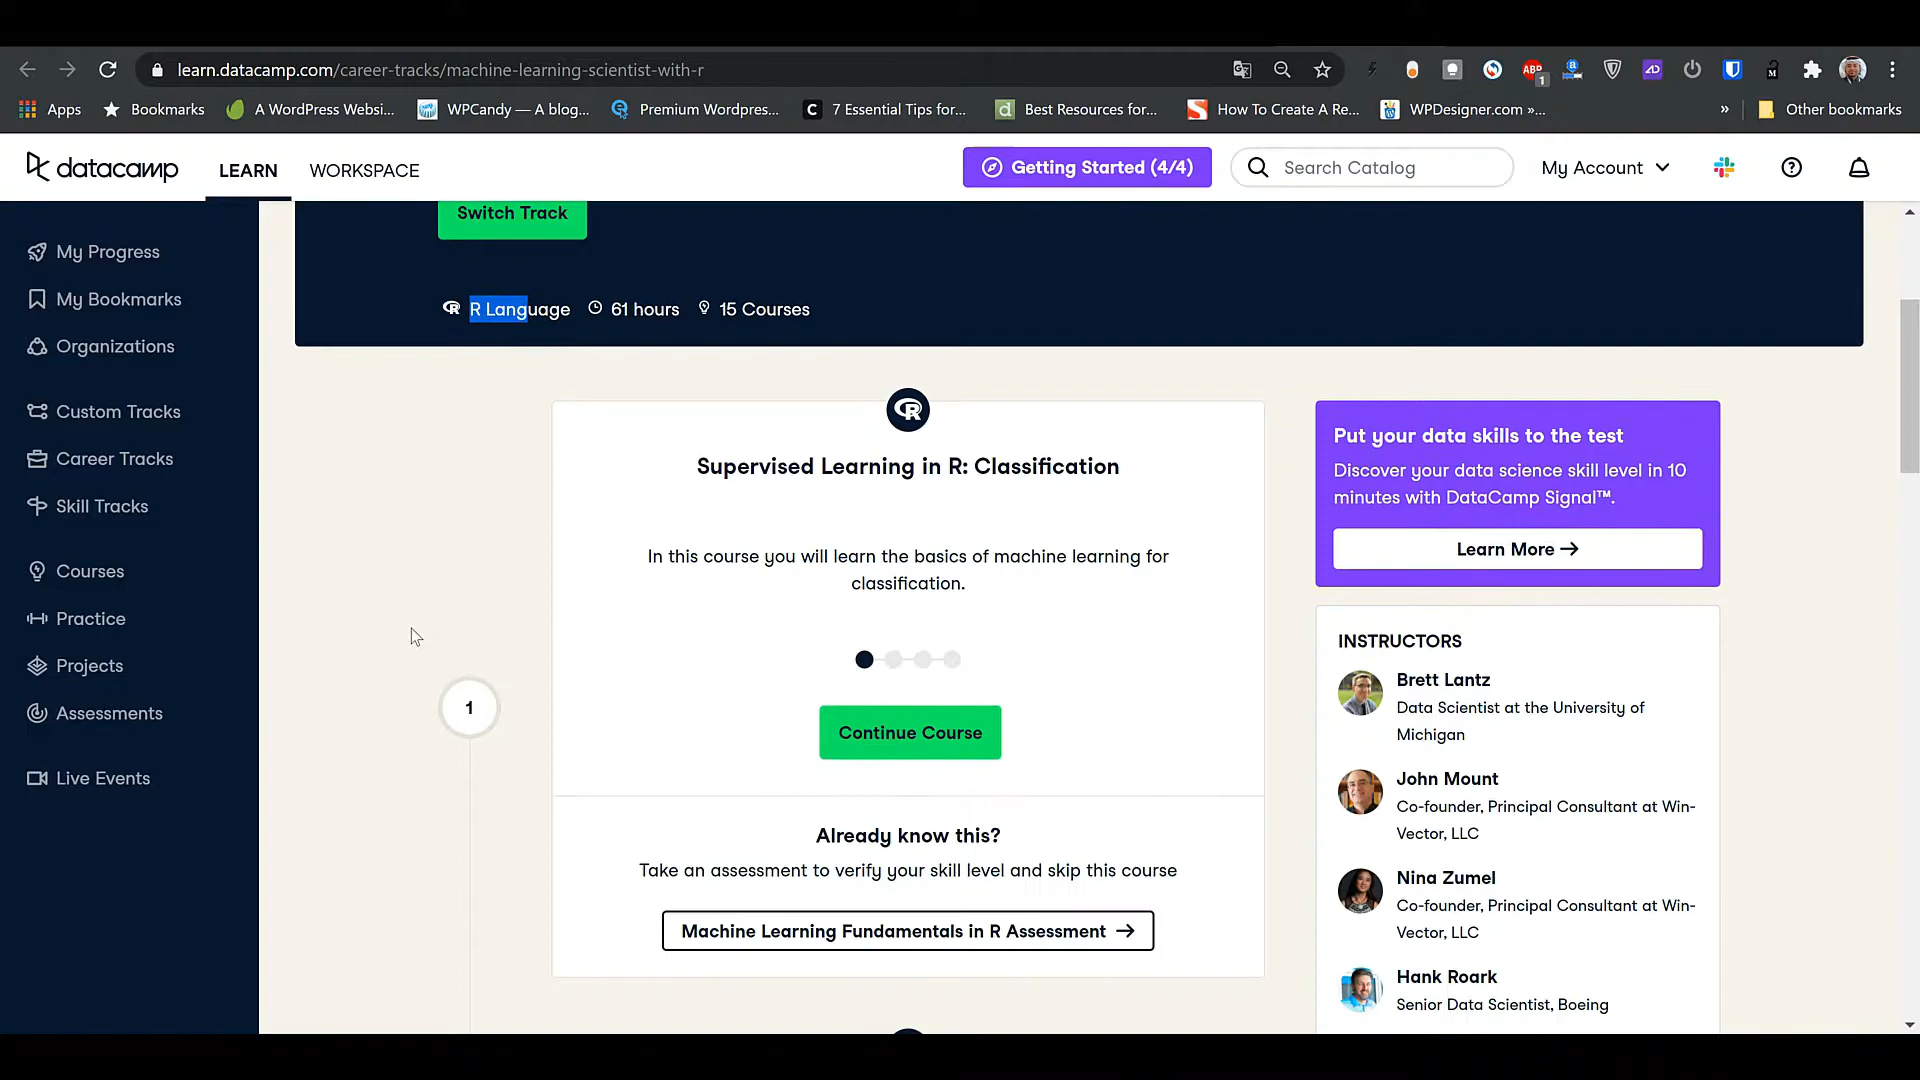 learn.datacamp.com/career-tracks/machine-learning-scientist-with-r
ABP
1
a
AD
M
Apps
Bookmarks
A WordPress Websi...
WPCandy — A blog...
Premium Wordpres...
C
7 Essential Tips for...
d
Best Resources for...
S
How To Create A Re...
WPDesigner.com »...
»
Other bookmarks
datacamp
LEARN
WORKSPACE
Getting Started (4/4)
Search Catalog
My Account
My Progress
My Bookmarks
Organizations
Custom Tracks
Career Tracks
Skill Tracks
Courses
Practice
Projects
Assessments
Live Events
Switch Track
R Language
61 hours
15 Courses
R
Supervised Learning in R: Classification
In this course you will learn the basics of machine learning for
classification.
1
Continue Course
Already know this?
Take an assessment to verify your skill level and skip this course
Machine Learning Fundamentals in R Assessment →
Put your data skills to the test
Discover your data science skill level in 10
minutes with DataCamp Signal™.
Learn More →
INSTRUCTORS
Brett Lantz
Data Scientist at the University of
Michigan
John Mount
Co-founder, Principal Consultant at Win-
Vector, LLC
Nina Zumel
Co-founder, Principal Consultant at Win-
Vector, LLC
Hank Roark
Senior Data Scientist, Boeing